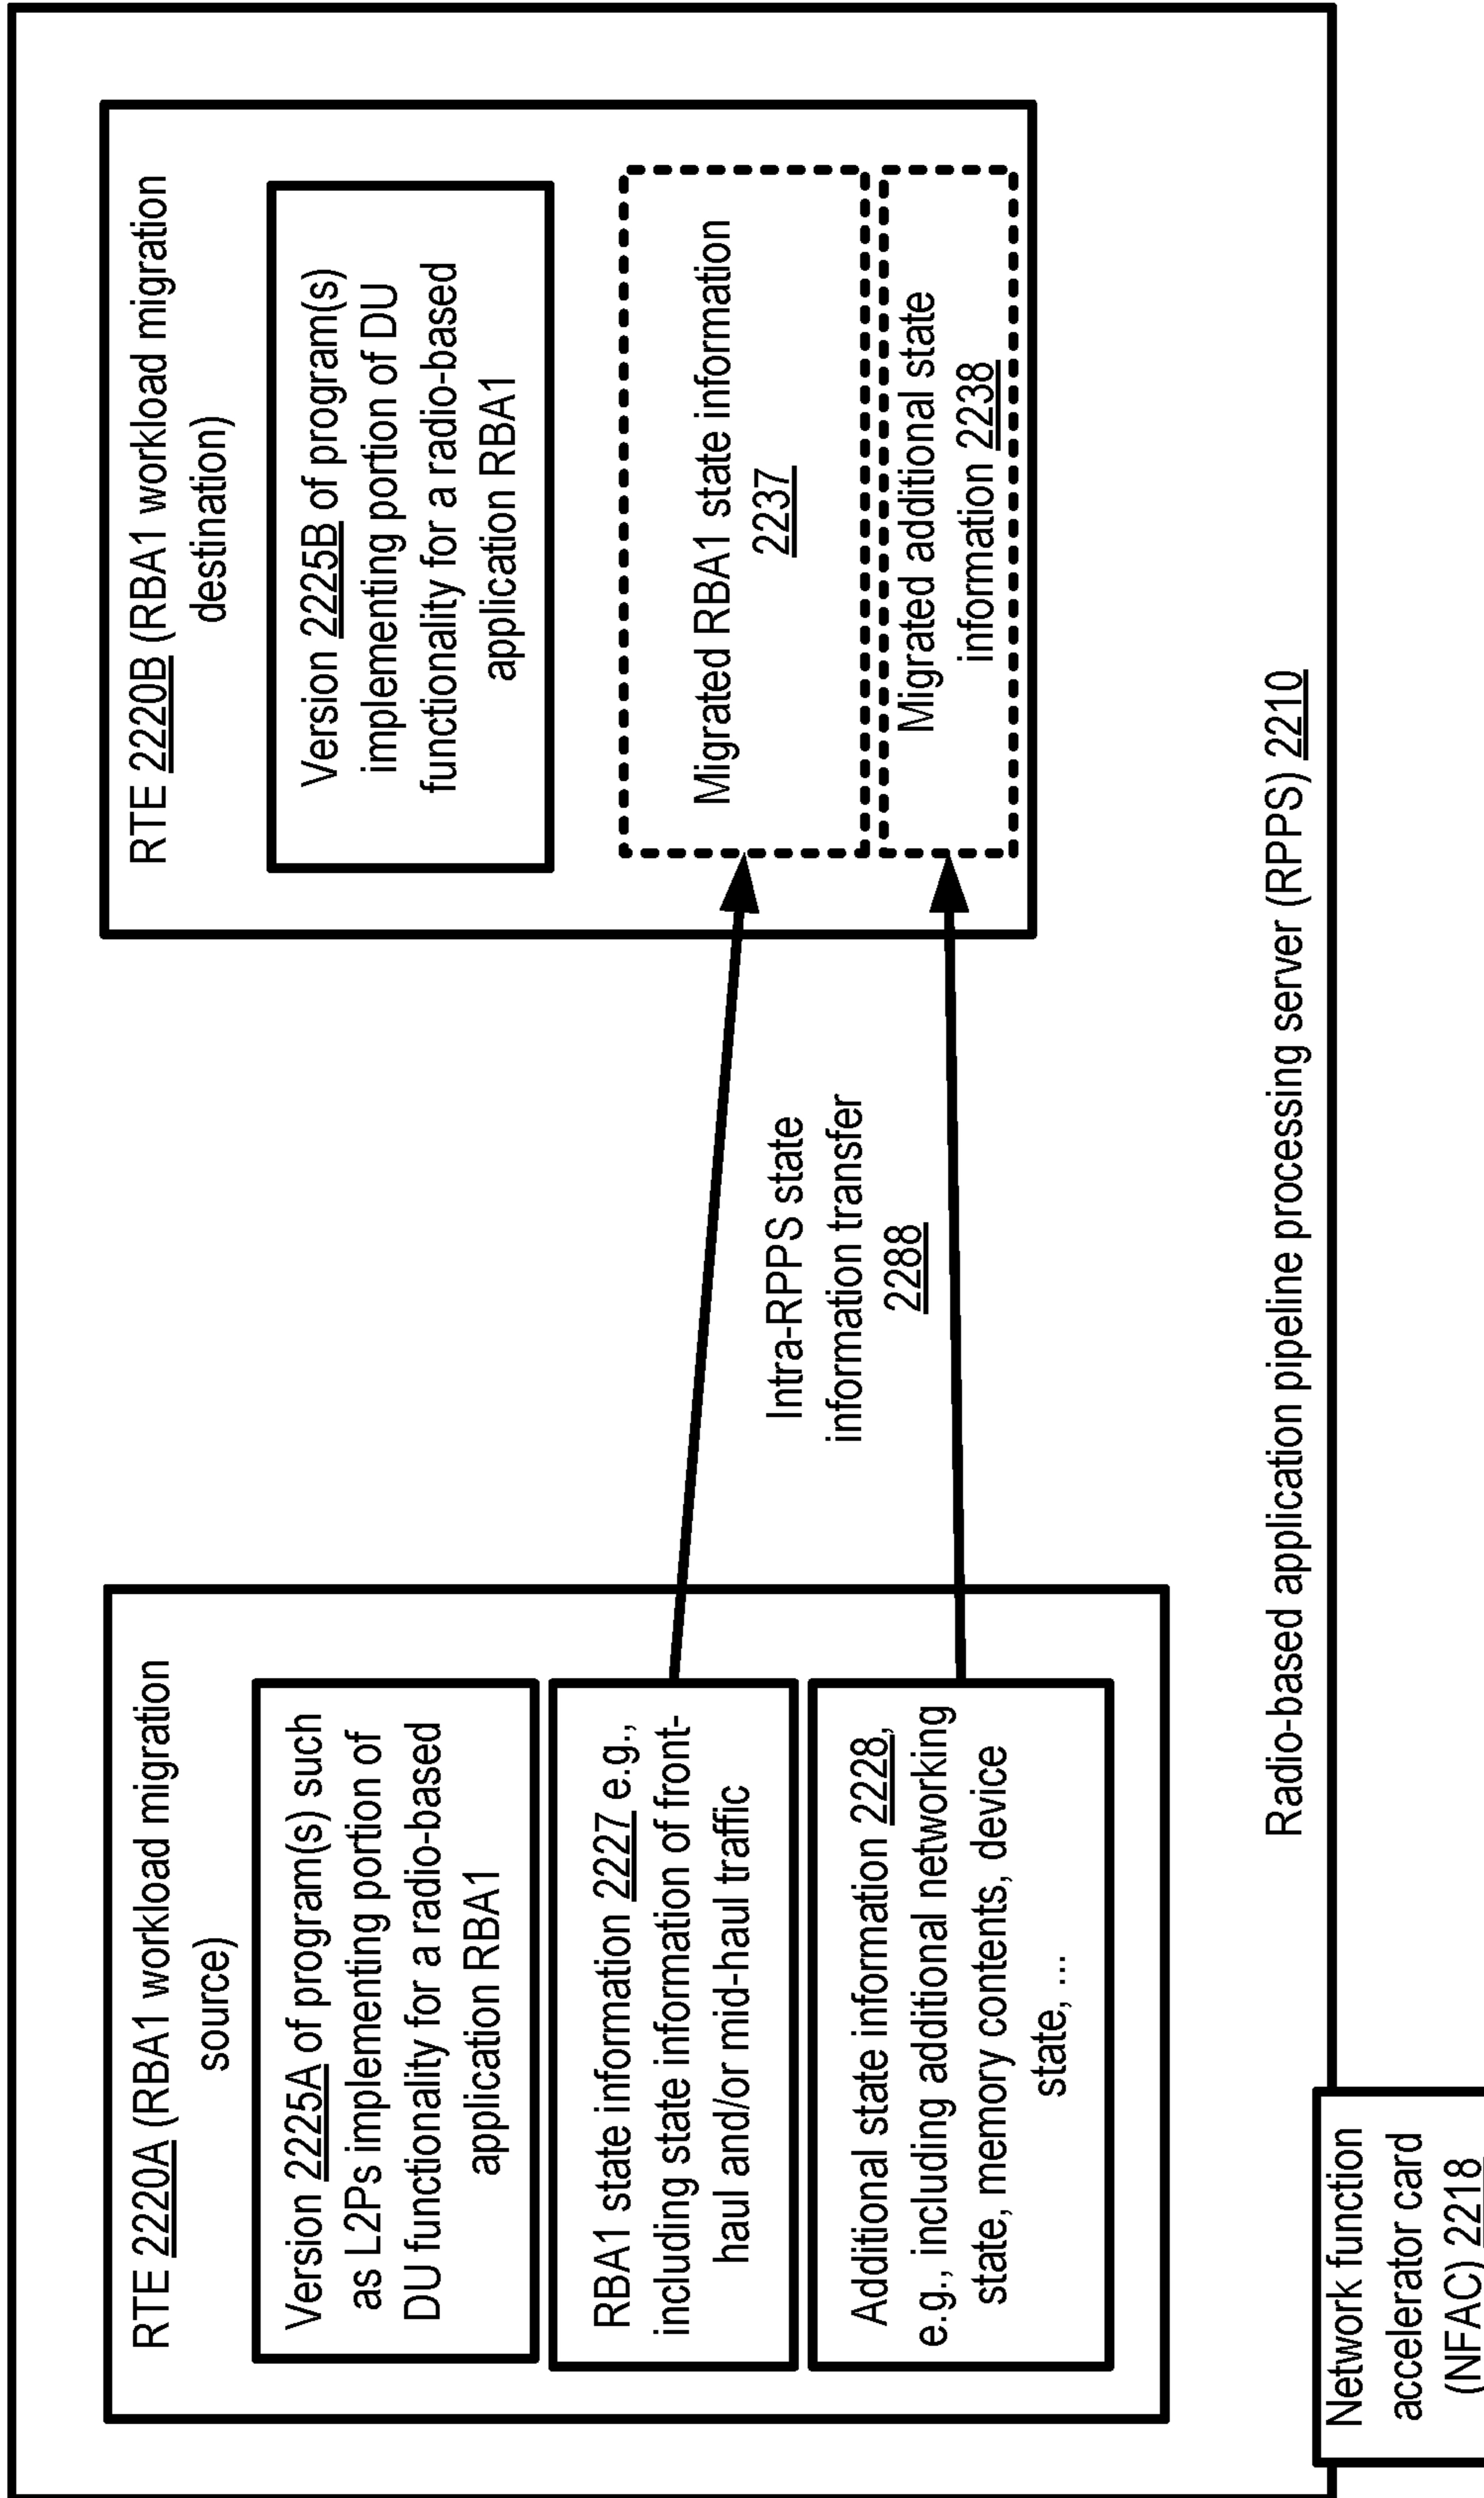 RTE 2220A (RBA1 workload migration
source)
Version 2225A of program(s) such
as L2Ps implementing portion of
DU functionality for a radio-based
application RBA1
RBA1 state information 2227 e.g.,
including state information of front-
haul and/or mid-haul traffic
Additional state information 2228,
e.g., including additional networking
state, memory contents, device
state, ...
Intra-RPPS state
information transfer
2288
RTE 2220B (RBA1 workload migration
destination)
Version 2225B of program(s)
implementing portion of DU
functionality for a radio-based
application RBA1
Migrated RBA1 state information
2237
Migrated additional state
information 2238
Radio-based application pipeline processing server (RPPS) 2210
Network function
accelerator card
(NFAC) 2218